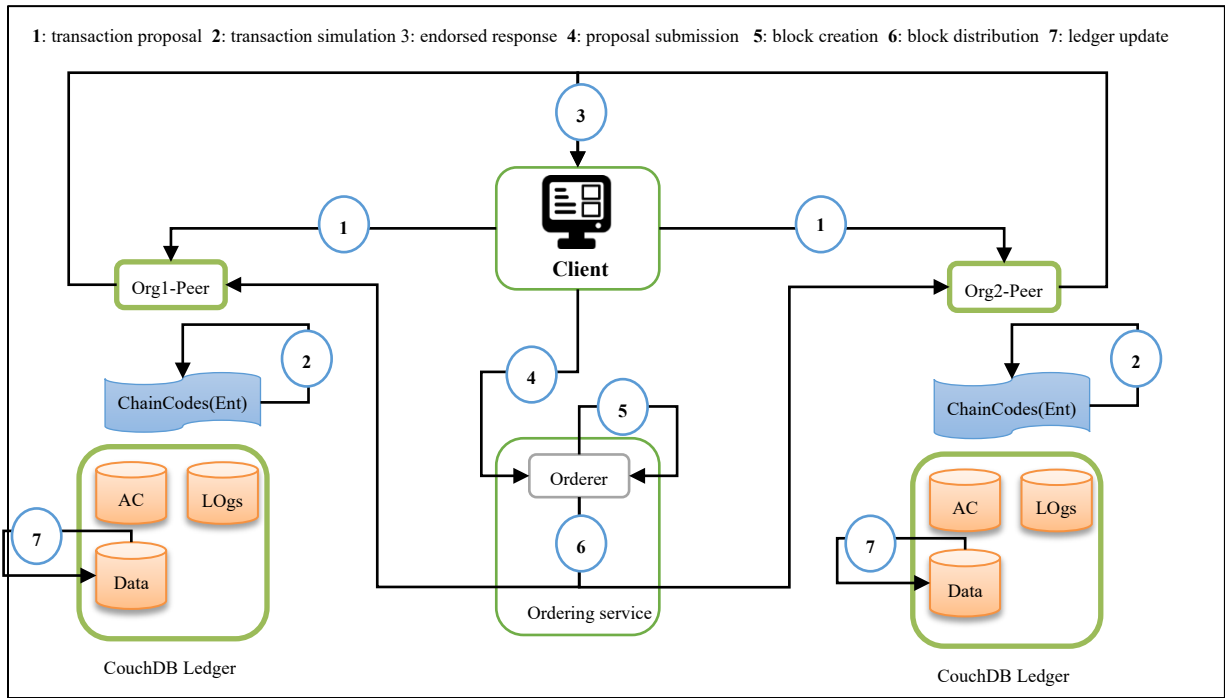 1: transaction proposal 2: transaction simulation 3: endorsed response 4: proposal submission 5: block creation 6: block distribution 7: ledger update
3
1
1
Client
Org1-Peer
Org2-Peer
2
2
4
ChainCodes(Ent)
ChainCodes(Ent)
5
Orderer
AC
LOgs
AC
LOgs
7
6
7
Data
Data
Ordering service
CouchDB Ledger
CouchDB Ledger